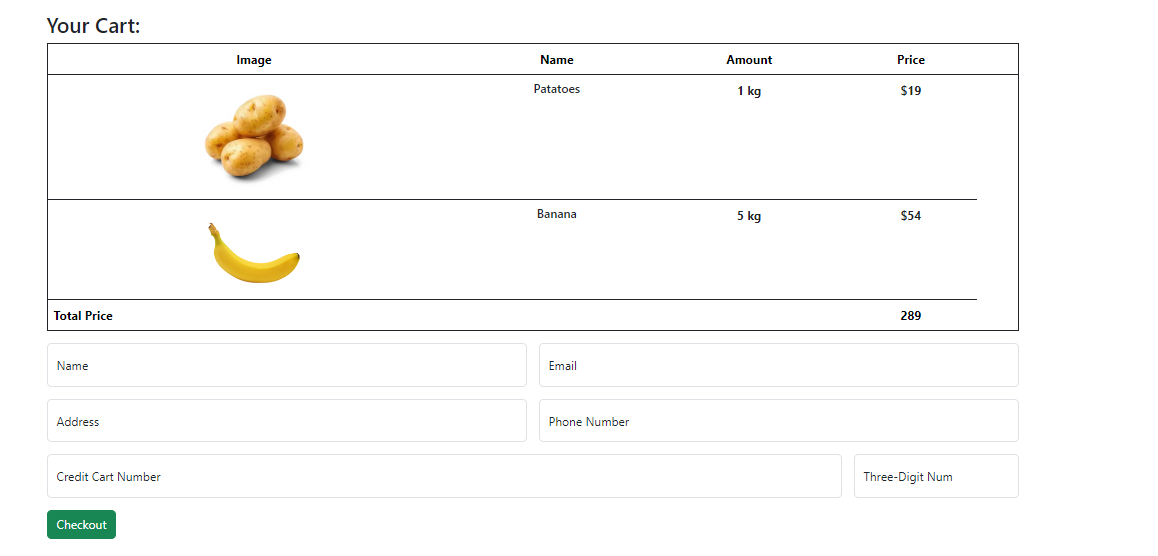 Your Cart:
Image Name Amount Price
Patatoes 1 kg $19
Banana 5 kg $54
Total Price 289
Name Email
Address Phone Number
Credit Cart Number Three-Digit Num
Checkout